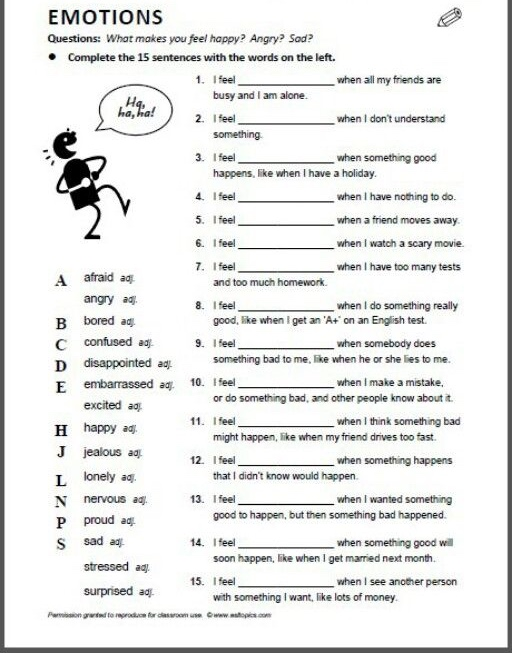 EMOTIONS
Questions: What makes you feel happy? Angry? Sad?
● Complete the 15 sentences with the words on the left.
Ha,
ha, ha!
1. I feel ________________ when all my friends are
busy and I am alone.
2. I feel ________________ when I don't understand
something.
3. I feel ________________ when something good
happens, like when I have a holiday.
4. I feel ________________ when I have nothing to do.
5. I feel ________________ when a friend moves away.
6. I feel ________________ when I watch a scary movie.
7. I feel ________________ when I have too many tests
and too much homework.
8. I feel ________________ when I do something really
good, like when I get an 'A+' on an English test.
9. I feel ________________ when somebody does
something bad to me, like when he or she lies to me.
10. I feel ________________ when I make a mistake,
or do something bad, and other people know about it.
11. I feel ________________ when I think something bad
might happen, like when my friend drives too fast.
12. I feel ________________ when something happens
that I didn't know would happen.
13. I feel ________________ when I wanted something
good to happen, but then something bad happened.
14. I feel ________________ when something good will
soon happen, like when I get married next month.
15. I feel ________________ when I see another person
with something I want, like lots of money.
A afraid adj.
angry adj.
B bored adj.
C confused adj.
D disappointed adj.
E embarrassed adj.
excited adj.
H happy adj.
J jealous adj.
L lonely adj.
N nervous adj.
P proud adj.
S sad adj.
stressed adj.
surprised adj.
Permission granted to reproduce for classroom use. © www.esltopics.com